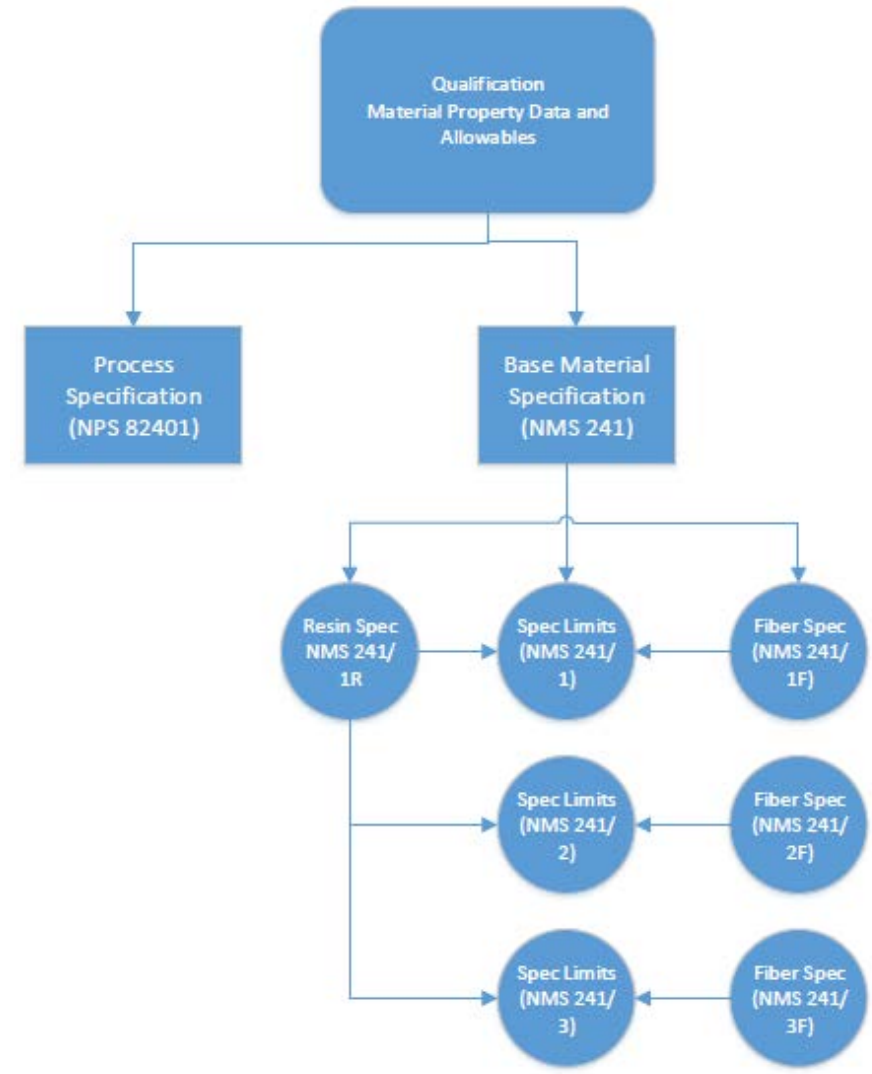 Qualification
Material Property Data and
Allowables
Process
Specification
(NPS 82401)
Base Material
Specification
(NMS 241)
Resin Spec
NMS 241/
1R
Spec Limits
(NMS 241/
1)
Fiber Spec
(NMS 241/
1F)
Spec Limits
(NMS 241/
2)
Fiber Spec
(NMS 241/
2F)
Spec Limits
(NMS 241/
3)
Fiber Spec
(NMS 241/
3F)